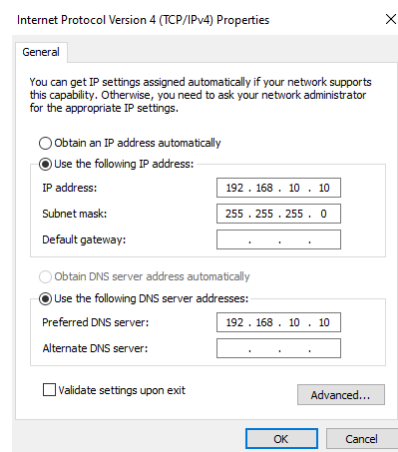 Internet Protocol Version 4 (TCP/IPv4) Properties
General
You can get IP settings assigned automatically if your network supports
this capability. Otherwise, you need to ask your network administrator
for the appropriate IP settings.
Obtain an IP address automatically
Use the following IP address:
IP address: 192 . 168 . 10 . 10
Subnet mask: 255 . 255 . 255 . 0
Default gateway: . . .
Obtain DNS server address automatically
Use the following DNS server addresses:
Preferred DNS server: 192 . 168 . 10 . 10
Alternate DNS server: . . .
Validate settings upon exit
Advanced...
OK Cancel